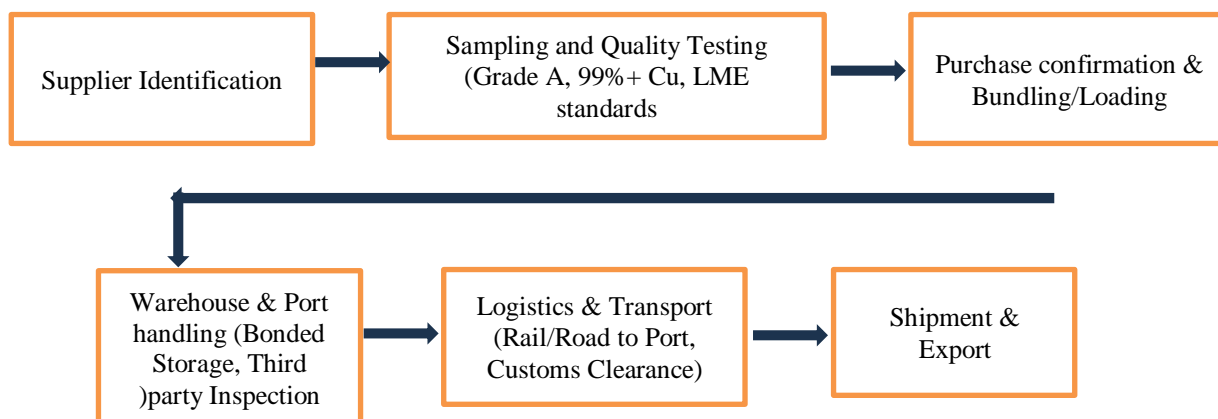 Supplier Identification
Sampling and Quality Testing
(Grade A, 99%+ Cu, LME
standards
Purchase confirmation &
Bundling/Loading
Warehouse & Port
handling (Bonded
Storage, Third
)party Inspection
Logistics & Transport
(Rail/Road to Port,
Customs Clearance)
Shipment &
Export